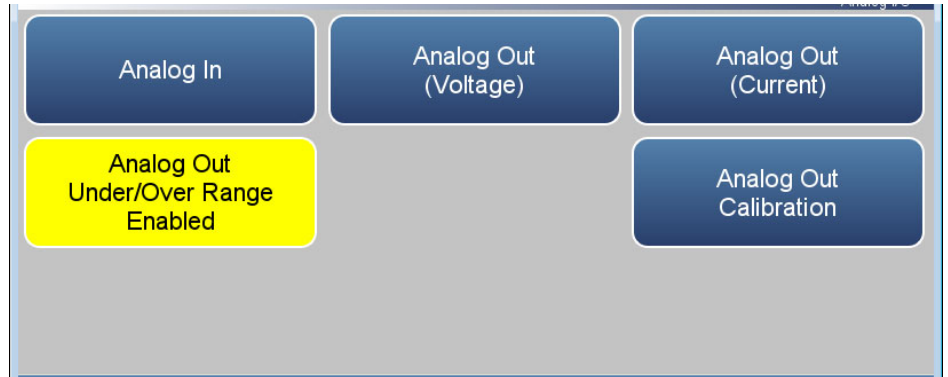 Analog In
Analog Out
(Voltage)
Analog Out
(Current)
Analog Out
Under/Over Range
Enabled
Analog Out
Calibration